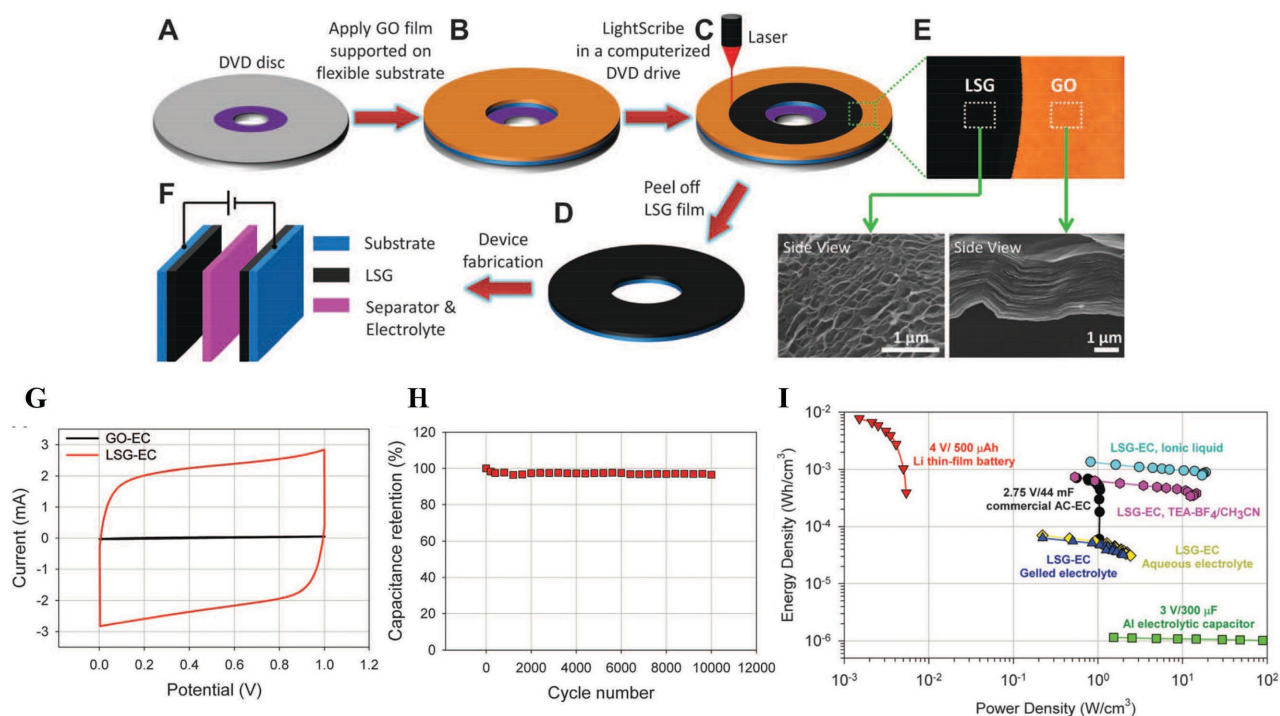 A
DVD disc
Apply GO film
supported on
flexible substrate
B
LightScribe
in a computerized
DVD drive
C
Laser
E
LSG
GO
Peel off
LSG film
D
Device
fabrication
F
Substrate
LSG
Separator &
Electrolyte
Side View
1 µm
Side View
1 µm
G
GO-EC
LSG-EC
Current (mA)
3
2
1
0
-1
-2
-3
0.0 0.2 0.4 0.6 0.8 1.0 1.2
Potential (V)
H
Capacitance retention (%)
120
100
80
60
40
20
0
0 2000 4000 6000 8000 10000 12000
Cycle number
I
Energy Density (Wh/cm³)
10⁻²
10⁻³
10⁻⁴
10⁻⁵
10⁻⁶
4 V/ 500 µAh
Li thin-film battery
LSG-EC, Ionic liquid
2.75 V/44 mF
commercial AC-EC
LSG-EC, TEA-BF₄/CH₃CN
LSG-EC
Gelled electrolyte
LSG-EC
Aqueous electrolyte
3 V/300 µF
Al electrolytic capacitor
10⁻³ 10⁻² 10⁻¹ 10⁰ 10¹ 10²
Power Density (W/cm³)